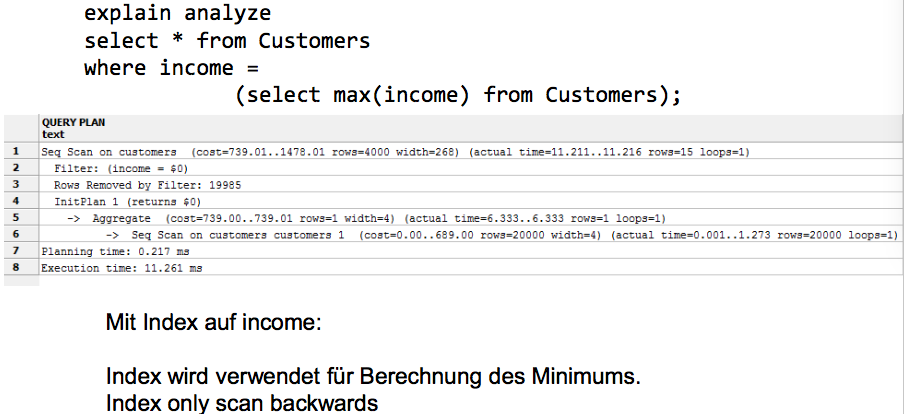 explain analyze
select * from Customers
where income =
(select max(income) from Customers);
QUERY PLAN
text
1 Seq Scan on customers (cost=739.01..1478.01 rows=4000 width=268) (actual time=11.211..11.216 rows=15 loops=1)
2 Filter: (income = $0)
3 Rows Removed by Filter: 19985
4 InitPlan 1 (returns $0)
5 -> Aggregate (cost=739.00..739.01 rows=1 width=4) (actual time=6.333..6.333 rows=1 loops=1)
6 -> Seq Scan on customers customers 1 (cost=0.00..689.00 rows=20000 width=4) (actual time=0.001..1.273 rows=20000 loops=1)
7 Planning time: 0.217 ms
8 Execution time: 11.261 ms
Mit Index auf income:
Index wird verwendet für Berechnung des Minimums.
Index only scan backwards